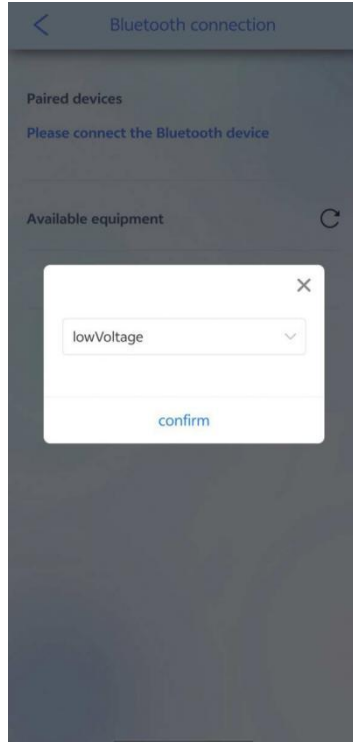 Bluetooth connection
Paired devices
Please connect the Bluetooth device
Available equipment
lowVoltage
confirm